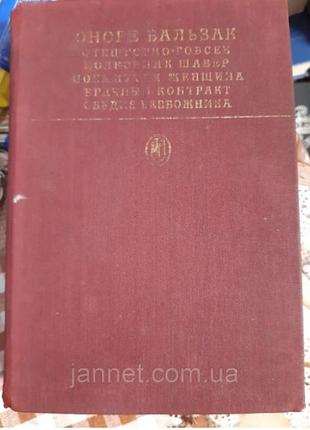 ОНОРЕ БАЛЬЗАК
ОТЕЦ ГОРИО·ГОБСЕК
ПОЛКОВНИК ШАБЕР
ПОКИНУТАЯ ЖЕНЩИНА
БРАЧНЫЙ КОНТРАКТ
ОБЕДНЯ БЕЗБОЖНИКА
jannet.com.ua